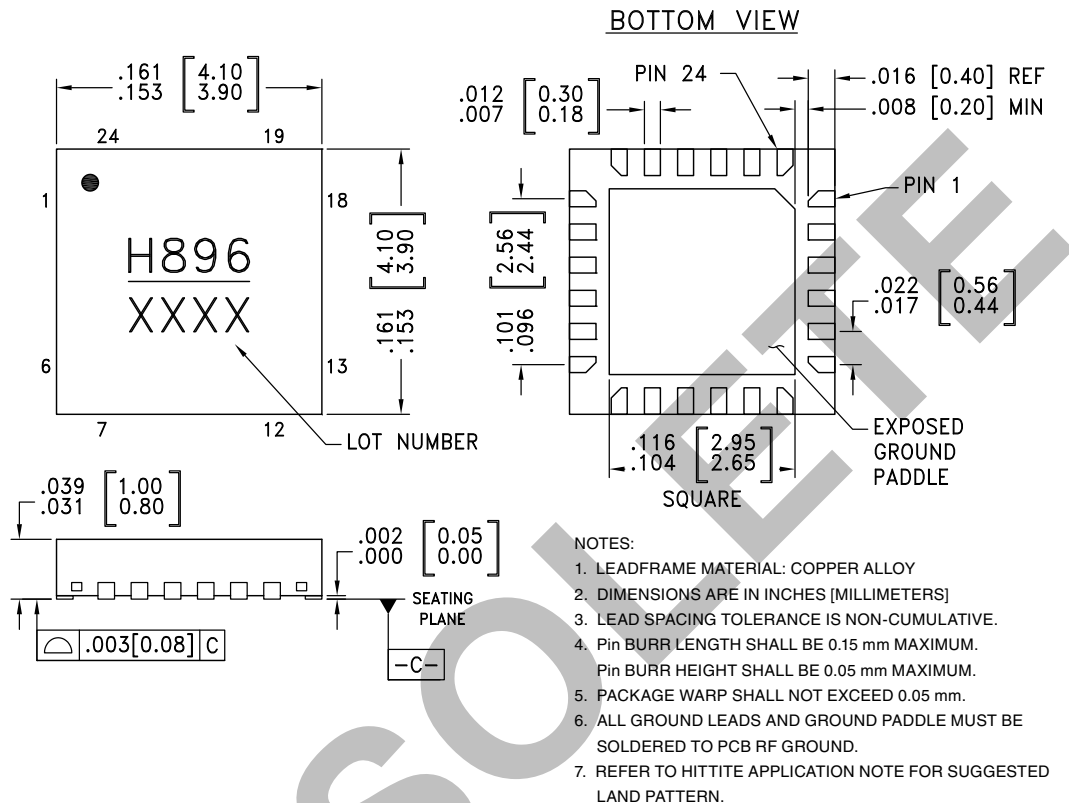 BOTTOM VIEW
.161 [4.10]
.153 [3.90]
24
19
1
18
H896
XXXX
6
13
7
12
LOT NUMBER
.161 [4.10]
.153 [3.90]
PIN 24
.012 [0.30]
.007 [0.18]
.016 [0.40] REF
.008 [0.20] MIN
PIN 1
.101 [2.56]
.096 [2.44]
.022 [0.56]
.017 [0.44]
.116 [2.95]
.104 [2.65]
SQUARE
EXPOSED
GROUND
PADDLE
.039 [1.00]
.031 [0.80]
.002 [0.05]
.000 [0.00]
SEATING
PLANE
.003[0.08] C
-C-
NOTES:
1. LEADFRAME MATERIAL: COPPER ALLOY
2. DIMENSIONS ARE IN INCHES [MILLIMETERS]
3. LEAD SPACING TOLERANCE IS NON-CUMULATIVE.
4. Pin BURR LENGTH SHALL BE 0.15 mm MAXIMUM.
Pin BURR HEIGHT SHALL BE 0.05 mm MAXIMUM.
5. PACKAGE WARP SHALL NOT EXCEED 0.05 mm.
6. ALL GROUND LEADS AND GROUND PADDLE MUST BE
SOLDERED TO PCB RF GROUND.
7. REFER TO HITTITE APPLICATION NOTE FOR SUGGESTED
LAND PATTERN.
SOLETE